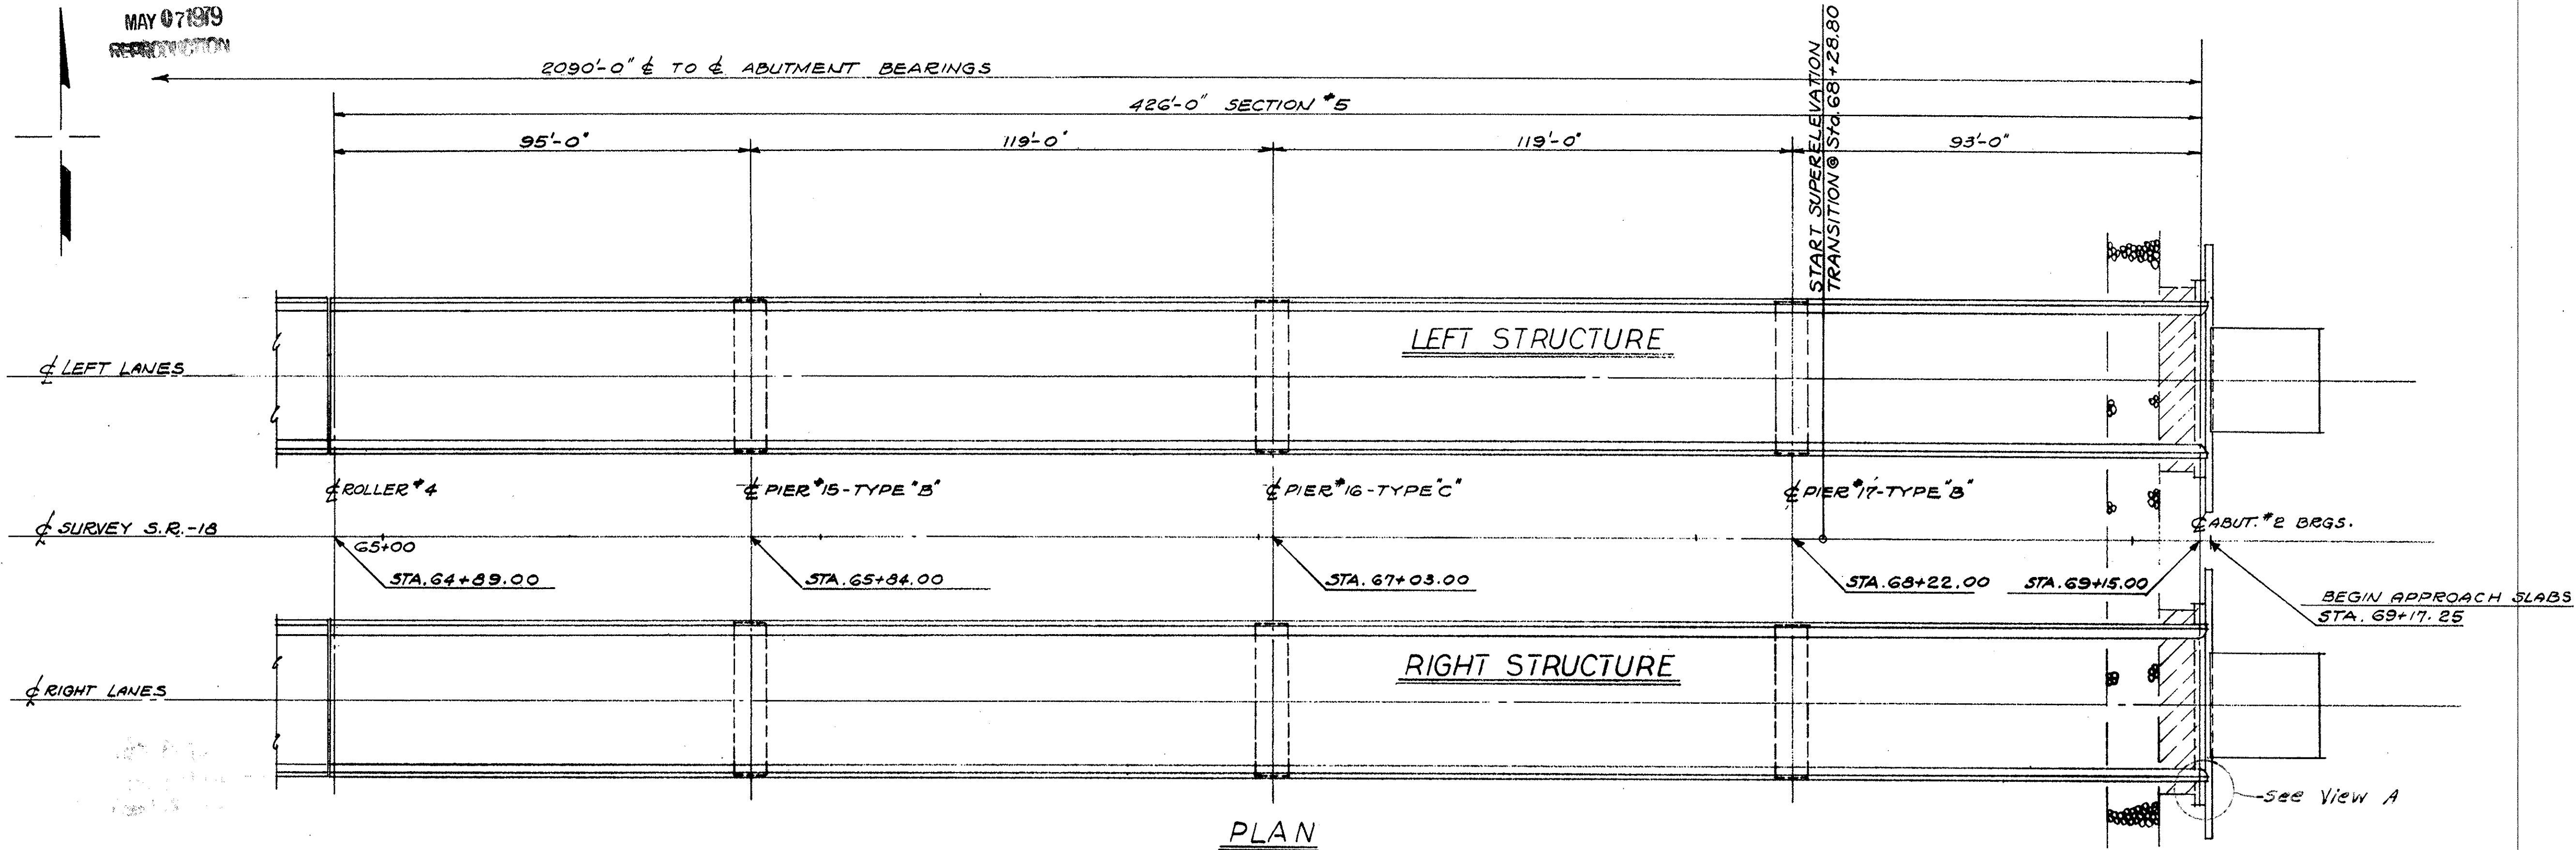 MAY 07 1979
REPRODUCTION
2090'-0" ℄ TO ℄ ABUTMENT BEARINGS
426'-0" SECTION #5
95'-0"
119'-0"
119'-0"
93'-0"
START SUPERELEVATION
TRANSITION @ Sta. 68+28.80
LEFT STRUCTURE
℄ LEFT LANES
℄ ROLLER #4
℄ PIER #15-TYPE "B"
℄ PIER #16-TYPE "C"
℄ PIER #17-TYPE "B"
℄ ABUT. #2 BRGS.
℄ SURVEY S.R.-18
65+00
STA. 64+89.00
STA. 65+84.00
STA. 67+03.00
STA. 68+22.00
STA. 69+15.00
BEGIN APPROACH SLABS
STA. 69+17.25
RIGHT STRUCTURE
℄ RIGHT LANES
See View A
PLAN